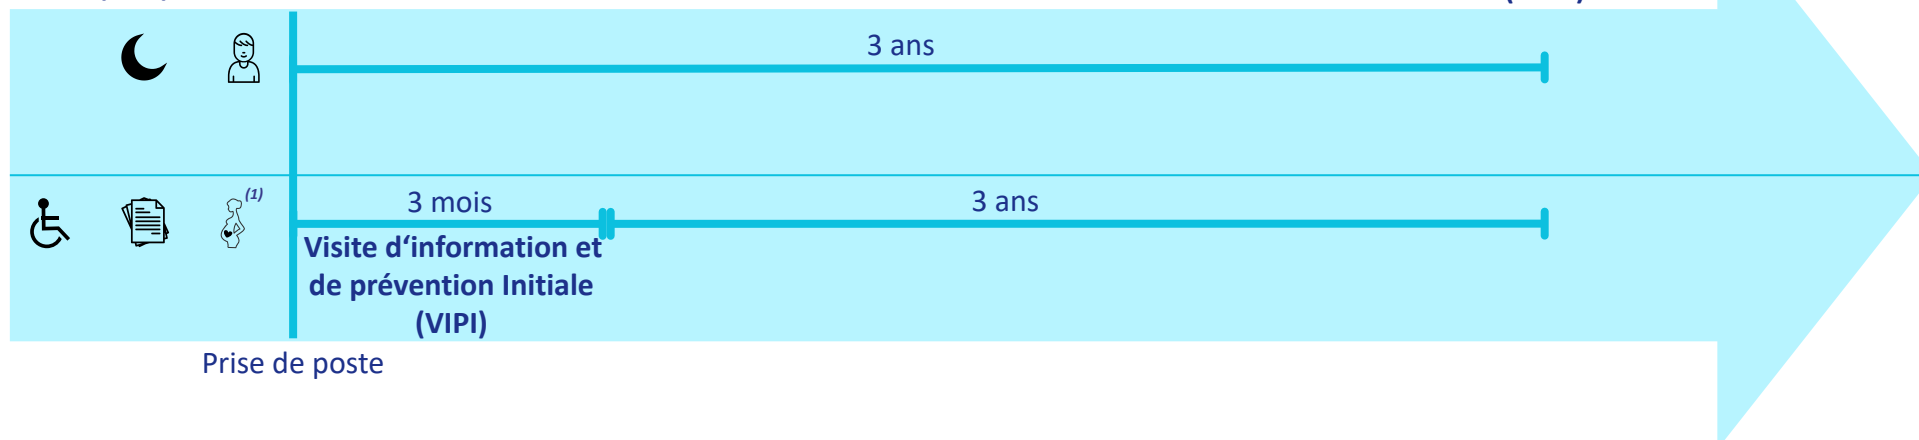 3 ans
(1)
3 mois
3 ans
Visite d‘information et
de prévention Initiale
(VIPI)
Prise de poste